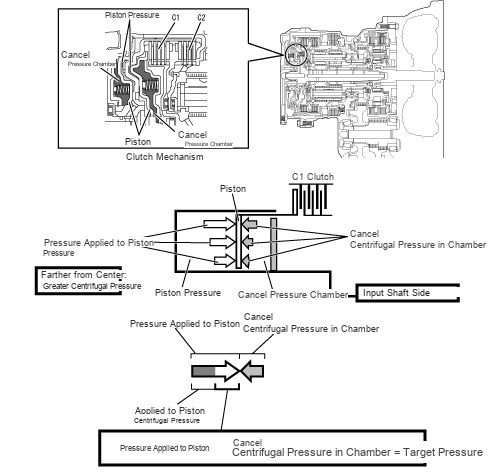 Piston Pressure
C1 C2
Cancel
Pressure Chamber
Piston
Cancel
Pressure Chamber
Clutch Mechanism
C1 Clutch
Piston
Pressure Applied to Piston
Pressure
Cancel
Centrifugal Pressure in Chamber
Farther from Center:
Greater Centrifugal Pressure
Piston Pressure
Cancel Pressure Chamber
Input Shaft Side
Pressure Applied to Piston
Cancel
Centrifugal Pressure in Chamber
Applied to Piston
Centrifugal Pressure
Pressure Applied to Piston
Cancel
Centrifugal Pressure in Chamber = Target Pressure